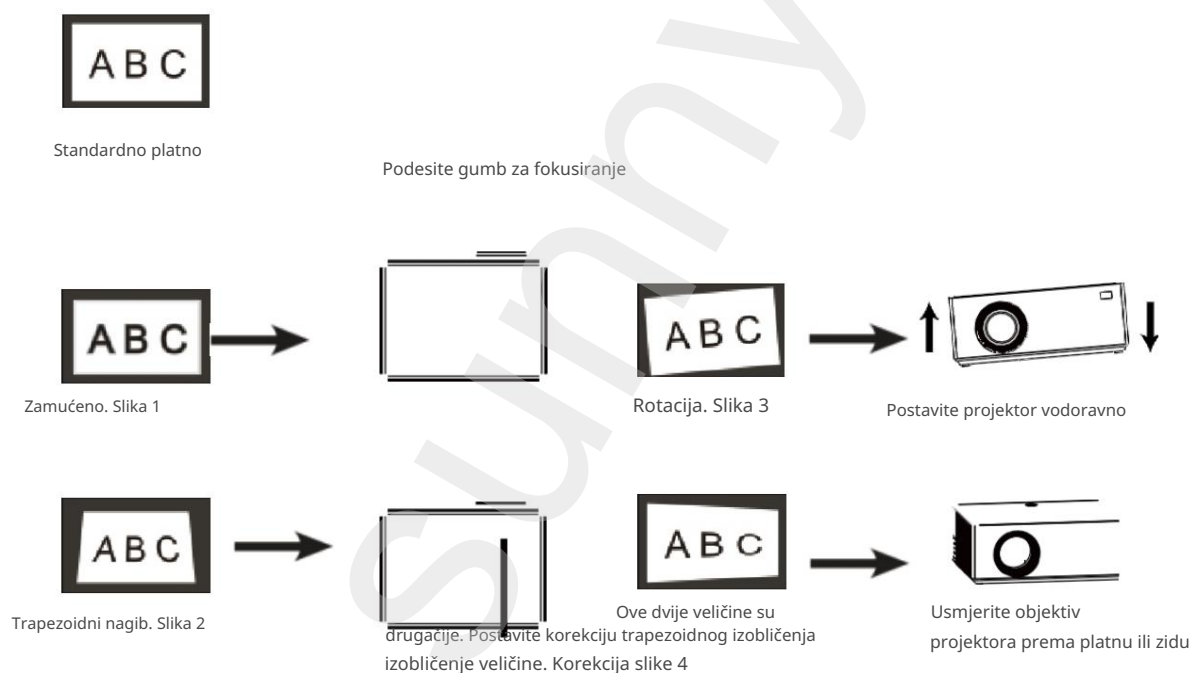 ABC
Standardno platno
Podesite gumb za fokusiranje
ABC
Zamućeno. Slika 1
ABC
Rotacija. Slika 3
Postavite projektor vodoravno
ABC
Trapezoidni nagib. Slika 2
ABC
Ove dvije veličine su
drugačije. Postavite korekciju trapezoidnog izobličenja
izobličenje veličine. Korekcija slike 4
Usmjerite objektiv
projektora prema platnu ili zidu
sunny